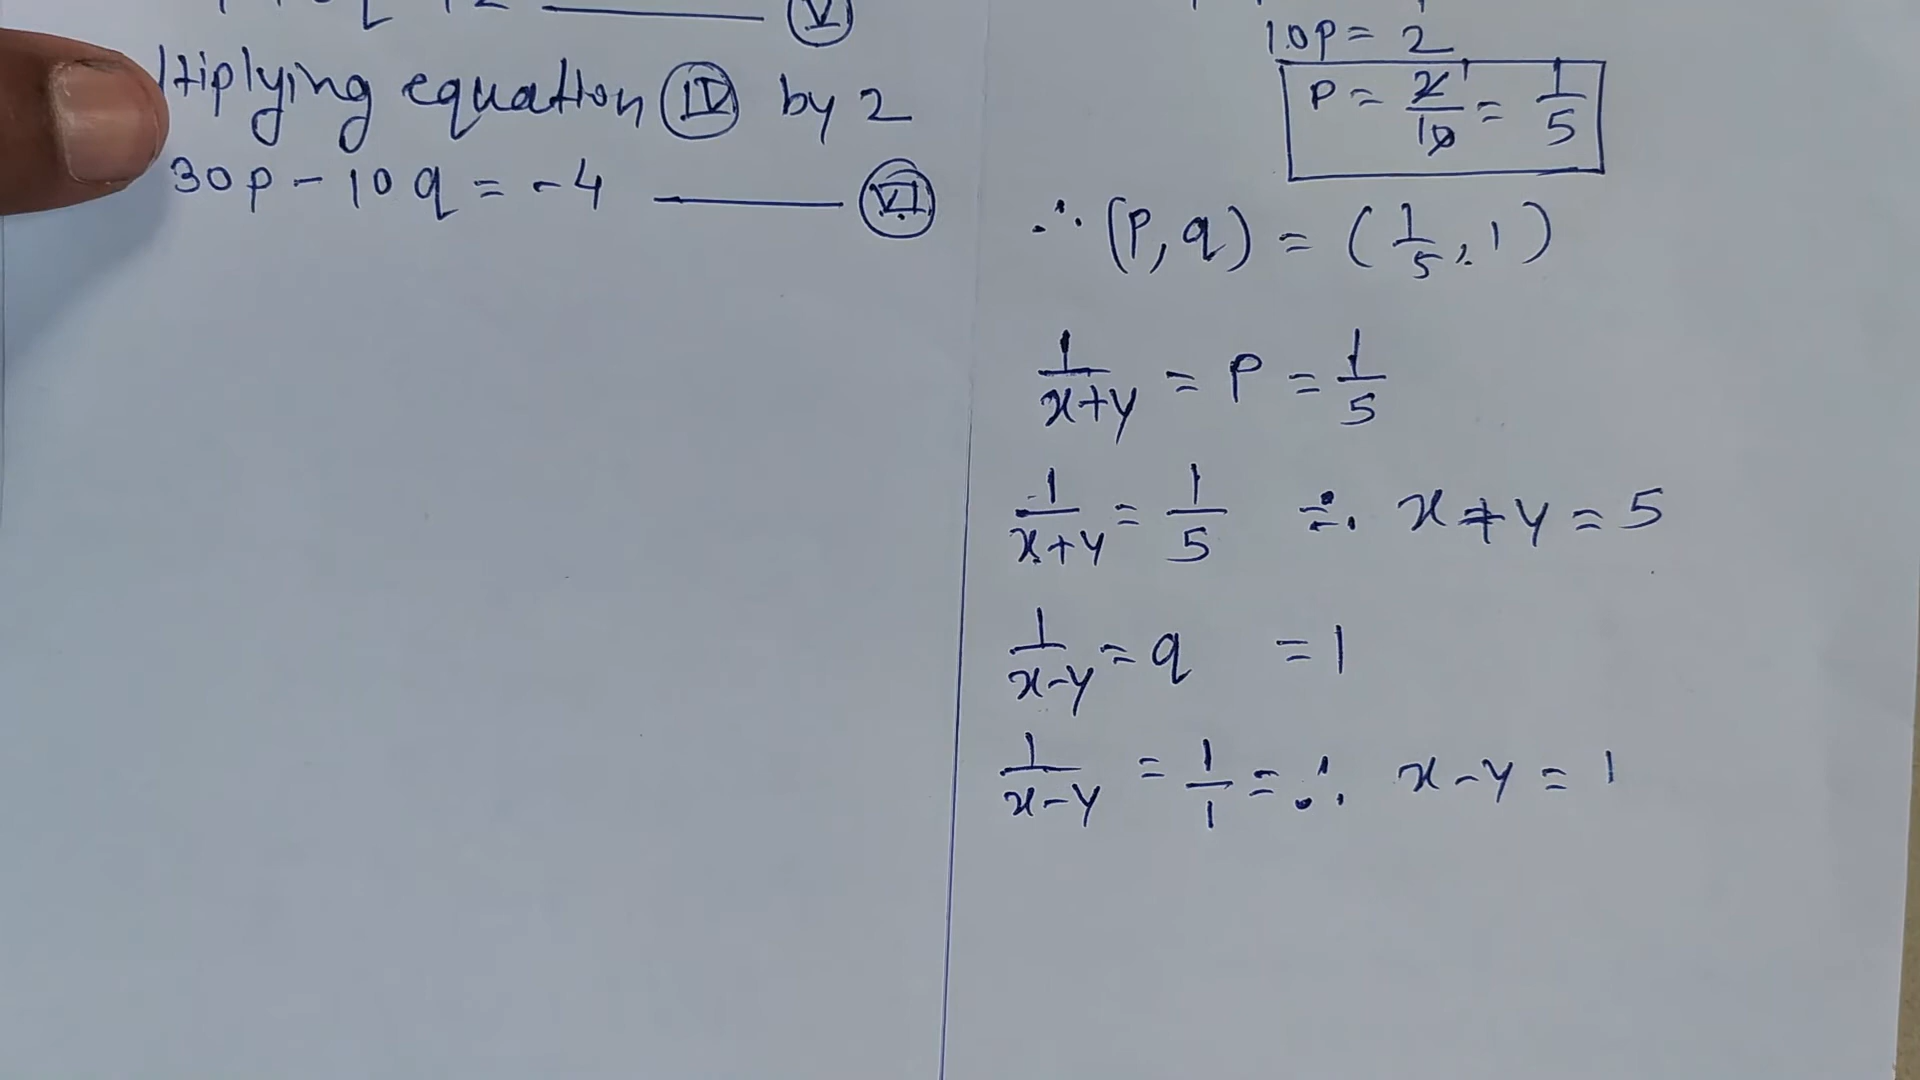 Ⓥ
ltiplying equation Ⓘⓥ by 2
30p - 10q = -4 ——— (VI)
10p = 2
p = 2/10 = 1/5
∴ (p, q) = (1/5, 1)
1/(x+y) = p = 1/5
1/(x+y) = 1/5 ∴ x + y = 5
1/(x-y) = q = 1
1/(x-y) = 1/1 = ∴ x - y = 1